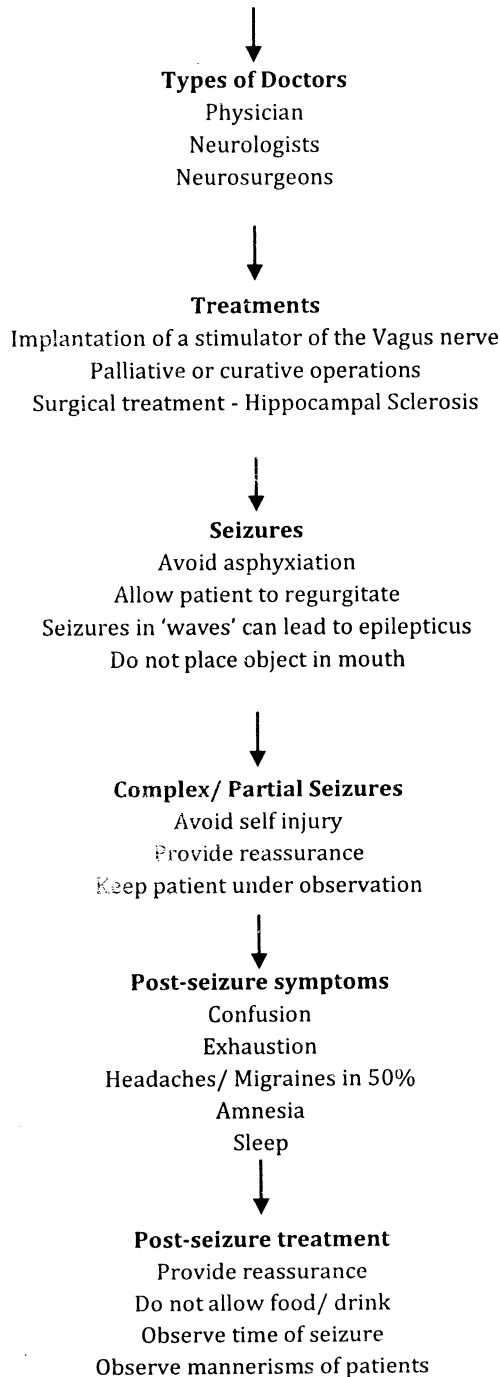 Types of Doctors
Physician
Neurologists
Neurosurgeons
Treatments
Implantation of a stimulator of the Vagus nerve
Palliative or curative operations
Surgical treatment - Hippocampal Sclerosis
Seizures
Avoid asphyxiation
Allow patient to regurgitate
Seizures in ‘waves’ can lead to epilepticus
Do not place object in mouth
Complex/ Partial Seizures
Avoid self injury
Provide reassurance
Keep patient under observation
Post-seizure symptoms
Confusion
Exhaustion
Headaches/ Migraines in 50%
Amnesia
Sleep
Post-seizure treatment
Provide reassurance
Do not allow food/ drink
Observe time of seizure
Observe mannerisms of patients